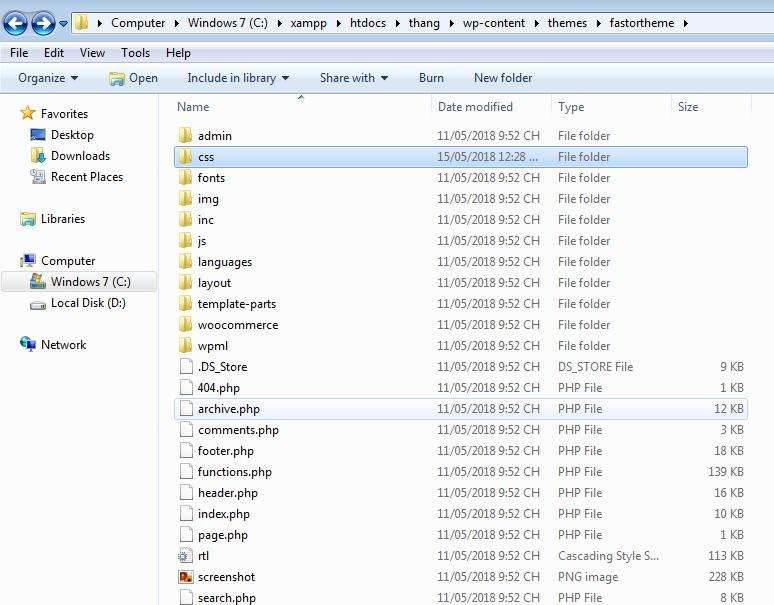 Computer Windows 7 (C:) xampp htdocs thang wp-content themes fastortheme
File Edit View Tools Help
Organize Open Include in library Share with Burn New folder
Favorites
Desktop
Downloads
Recent Places
Libraries
Computer
Windows 7 (C:)
Local Disk (D:)
Network
Name Date modified Type Size
admin 11/05/2018 9:52 CH File folder
css 15/05/2018 12:28 ... File folder
fonts 11/05/2018 9:52 CH File folder
img 11/05/2018 9:52 CH File folder
inc 11/05/2018 9:52 CH File folder
js 11/05/2018 9:52 CH File folder
languages 11/05/2018 9:52 CH File folder
layout 11/05/2018 9:52 CH File folder
template-parts 11/05/2018 9:52 CH File folder
woocommerce 11/05/2018 9:52 CH File folder
wpml 11/05/2018 9:52 CH File folder
.DS_Store 11/05/2018 9:52 CH DS_STORE File 9 KB
404.php 11/05/2018 9:52 CH PHP File 1 KB
archive.php 11/05/2018 9:52 CH PHP File 12 KB
comments.php 11/05/2018 9:52 CH PHP File 3 KB
footer.php 11/05/2018 9:52 CH PHP File 18 KB
functions.php 11/05/2018 9:52 CH PHP File 139 KB
header.php 11/05/2018 9:52 CH PHP File 16 KB
index.php 11/05/2018 9:52 CH PHP File 10 KB
page.php 11/05/2018 9:52 CH PHP File 1 KB
rtl 11/05/2018 9:52 CH Cascading Style S... 113 KB
screenshot 11/05/2018 9:52 CH PNG image 228 KB
search.php 11/05/2018 9:52 CH PHP File 8 KB